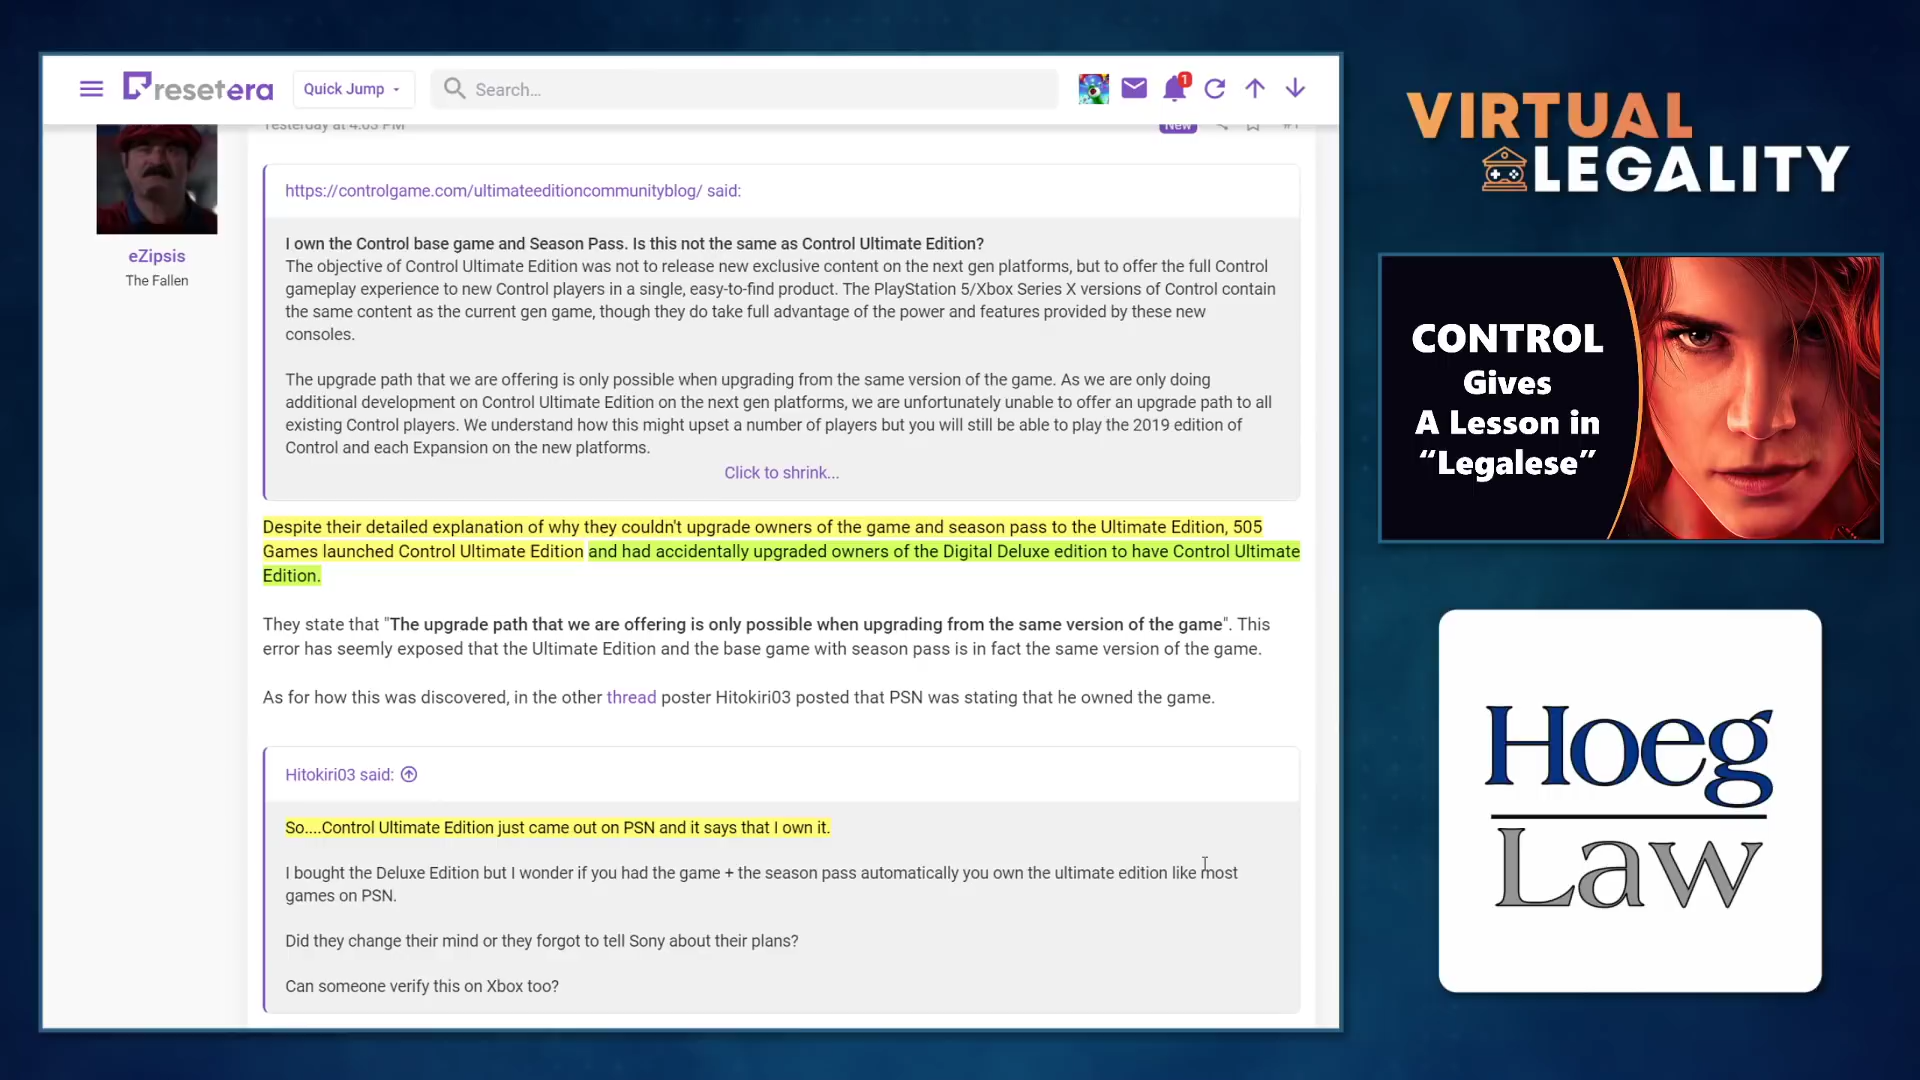 resetera
Quick Jump
Search...
1
Yesterday at 4:03 PM
New
#1
eZipsis
The Fallen
https://controlgame.com/ultimateeditioncommunityblog/ said:
I own the Control base game and Season Pass. Is this not the same as Control Ultimate Edition?
The objective of Control Ultimate Edition was not to release new exclusive content on the next gen platforms, but to offer the full Control
gameplay experience to new Control players in a single, easy-to-find product. The PlayStation 5/Xbox Series X versions of Control contain
the same content as the current gen game, though they do take full advantage of the power and features provided by these new
consoles.
The upgrade path that we are offering is only possible when upgrading from the same version of the game. As we are only doing
additional development on Control Ultimate Edition on the next gen platforms, we are unfortunately unable to offer an upgrade path to all
existing Control players. We understand how this might upset a number of players but you will still be able to play the 2019 edition of
Control and each Expansion on the new platforms.
Click to shrink...
Despite their detailed explanation of why they couldn't upgrade owners of the game and season pass to the Ultimate Edition, 505
Games launched Control Ultimate Edition and had accidentally upgraded owners of the Digital Deluxe edition to have Control Ultimate
Edition.
They state that "The upgrade path that we are offering is only possible when upgrading from the same version of the game". This
error has seemly exposed that the Ultimate Edition and the base game with season pass is in fact the same version of the game.
As for how this was discovered, in the other thread poster Hitokiri03 posted that PSN was stating that he owned the game.
Hitokiri03 said:
So....Control Ultimate Edition just came out on PSN and it says that I own it.
I bought the Deluxe Edition but I wonder if you had the game + the season pass automatically you own the ultimate edition like most
games on PSN.
Did they change their mind or they forgot to tell Sony about their plans?
Can someone verify this on Xbox too?
VIRTUAL
LEGALITY
CONTROL
Gives
A Lesson in
“Legalese”
Hoeg
Law